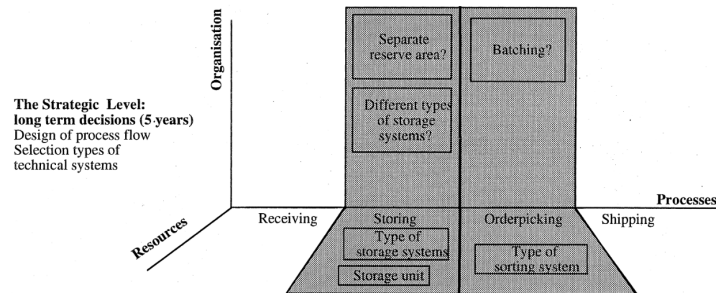 Organisation
Separate
reserve area?
Batching?
Different types
of storage
systems?
The Strategic Level:
long term decisions (5 years)
Design of process flow
Selection types of
technical systems
Processes
Resources
Receiving
Storing
Orderpicking
Shipping
Type of
storage systems
Storage unit
Type of
sorting system